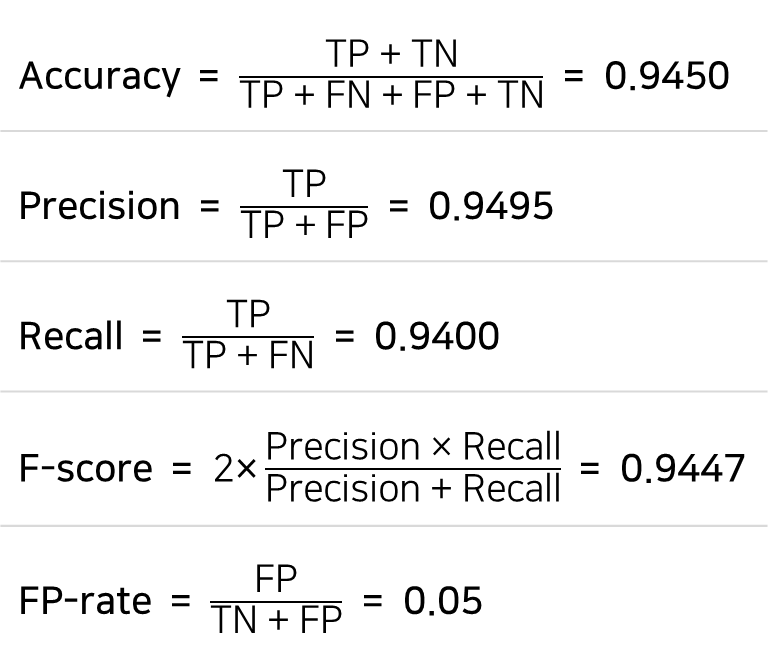 Accuracy = TP + TN / TP + FN + FP + TN = 0.9450
Precision = TP / TP + FP = 0.9495
Recall = TP / TP + FN = 0.9400
F-score = 2× Precision × Recall / Precision + Recall = 0.9447
FP-rate = FP / TN + FP = 0.05